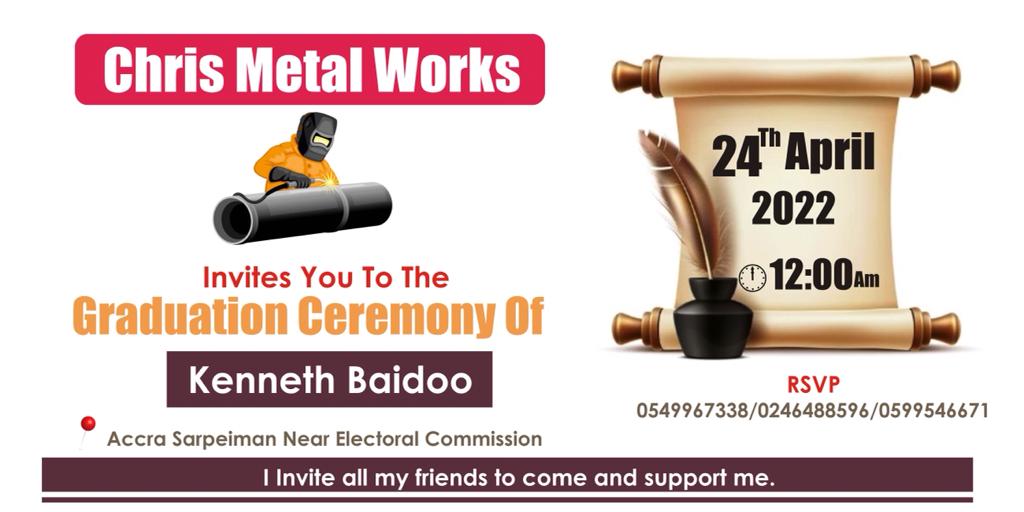 Chris Metal Works
Invites You To The
Graduation Ceremony Of
Kenneth Baidoo
Accra Sarpeiman Near Electoral Commission
24Th April
2022
12:00Am
RSVP
0549967338/0246488596/0599546671
I Invite all my friends to come and support me.